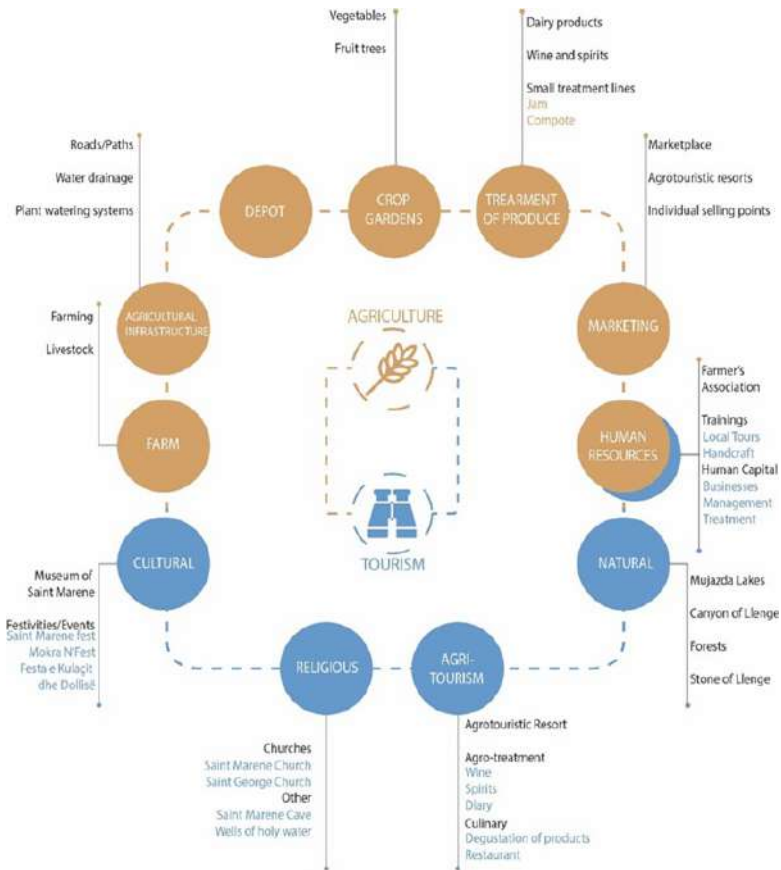 Vegetables
Fruit trees
Dairy products
Wine and spirits
Small treatment lines
Jam
Compote
Roads/Paths
Water drainage
Plant watering systems
Marketplace
Agrotouristic resorts
Individual selling points
DEPOT
CROP
GARDENS
TREARMENT
OF PRODUCE
AGRICULTURAL
INFRASTRUCTURE
MARKETING
Farming
Livestock
AGRICULTURE
FARM
HUMAN
RESOURCES
Farmer's
Association
Trainings
Local Tours
Handcraft
Human Capital
Businesses
Management
Treatment
TOURISM
CULTURAL
NATURAL
Museum of
Saint Marene
Festivities/Events
Saint Marene fest
Mokra N'Fest
Festa e Kulaçit
dhe Dollisë
Mujazda Lakes
Canyon of Llenge
Forests
Stone of Llenge
RELIGIOUS
AGRI-
TOURISM
Churches
Saint Marene Church
Saint George Church
Other
Saint Marene Cave
Wells of holy water
Agrotouristic Resort
Agro-treatment
Wine
Spirits
Diary
Culinary
Degustation of products
Restaurant